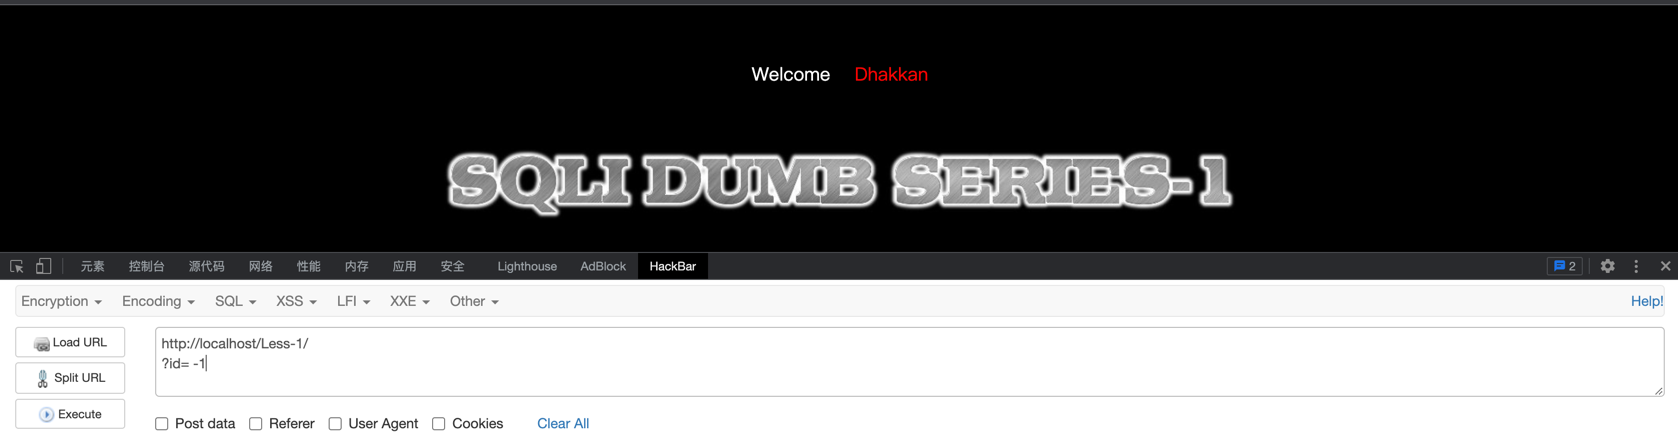 Welcome Dhakkan
SQLI DUMB SERIES-1
元素 控制台 源代码 网络 性能 内存 应用 安全 Lighthouse AdBlock HackBar 2
Encryption Encoding SQL XSS LFI XXE Other Help!
Load URL
http://localhost/Less-1/
?id= -1
Split URL
Execute
Post data Referer User Agent Cookies Clear All